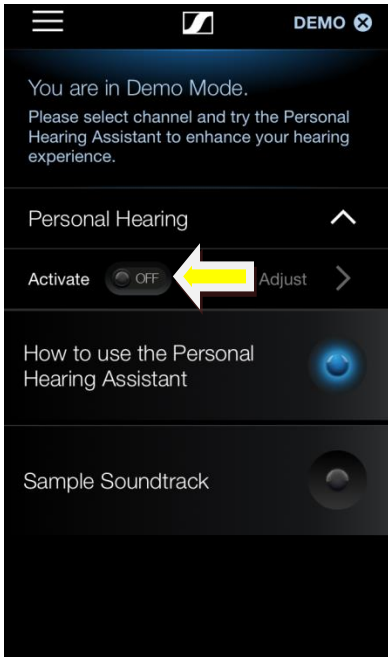 DEMO
You are in Demo Mode.
Please select channel and try the Personal
Hearing Assistant to enhance your hearing
experience.
Personal Hearing
Activate OFF Adjust
How to use the Personal
Hearing Assistant
Sample Soundtrack